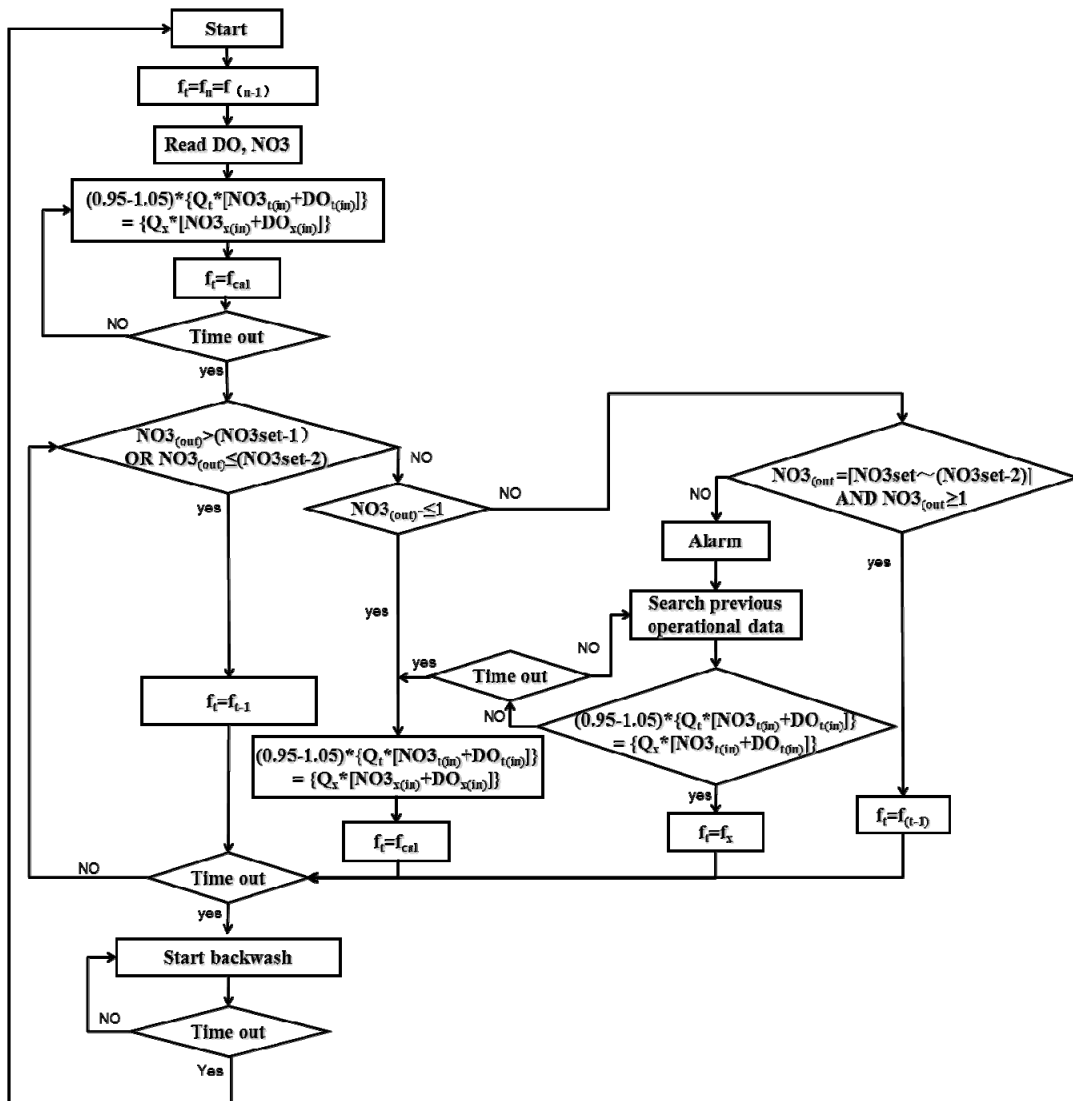 Start
fₜ=fₙ=f（n-1）
Read DO, NO3
(0.95-1.05)*{Qt*[NO3t(in)+DOt(in)]}
= {Qx*[NO3x(in)+DOx(in)]}
ft=fcal
NO
Time out
yes
NO3(out)>(NO3set-1）
OR NO3(out)≤(NO3set-2)
NO
yes
NO3(out)-≤1
NO
NO3(out=[NO3set～(NO3set-2)]
AND NO3(out≥1
NO
Alarm
yes
Search previous
operational data
yes
NO
yes
Time out
ft=ft-1
NO
(0.95-1.05)*{Qt*[NO3t(in)+DOt(in)]}
= {Qx*[NO3t(in)+DOt(in)]}
(0.95-1.05)*{Qt*[NO3t(in)+DOt(in)]}
= {Qx*[NO3x(in)+DOx(in)]}
yes
ft=f(t-1)
ft=fcal
ft=fx
NO
Time out
yes
Start backwash
NO
Time out
Yes